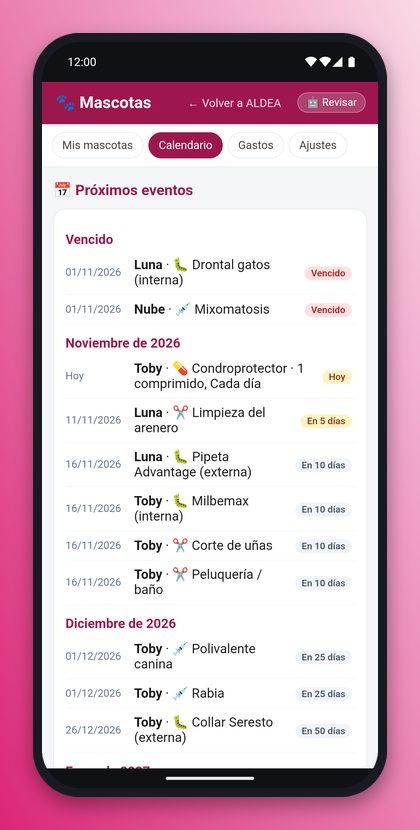 12:00
🐾 Mascotas
← Volver a ALDEA
🤖 Revisar
Mis mascotas
Calendario
Gastos
Ajustes
📅 Próximos eventos
Vencido
01/11/2026
Luna · 🐛 Drontal gatos
(interna)
Vencido
01/11/2026
Nube · 💉 Mixomatosis
Vencido
Noviembre de 2026
Hoy
Toby · 💊 Condroprotector · 1
comprimido, Cada día
Hoy
11/11/2026
Luna · ✂️ Limpieza del
arenero
En 5 días
16/11/2026
Luna · 🐛 Pipeta
Advantage (externa)
En 10 días
16/11/2026
Toby · 🐛 Milbemax
(interna)
En 10 días
16/11/2026
Toby · ✂️ Corte de uñas
En 10 días
16/11/2026
Toby · ✂️ Peluquería /
baño
En 10 días
Diciembre de 2026
01/12/2026
Toby · 💉 Polivalente
canina
En 25 días
01/12/2026
Toby · 💉 Rabia
En 25 días
26/12/2026
Toby · 🐛 Collar Seresto
(externa)
En 50 días